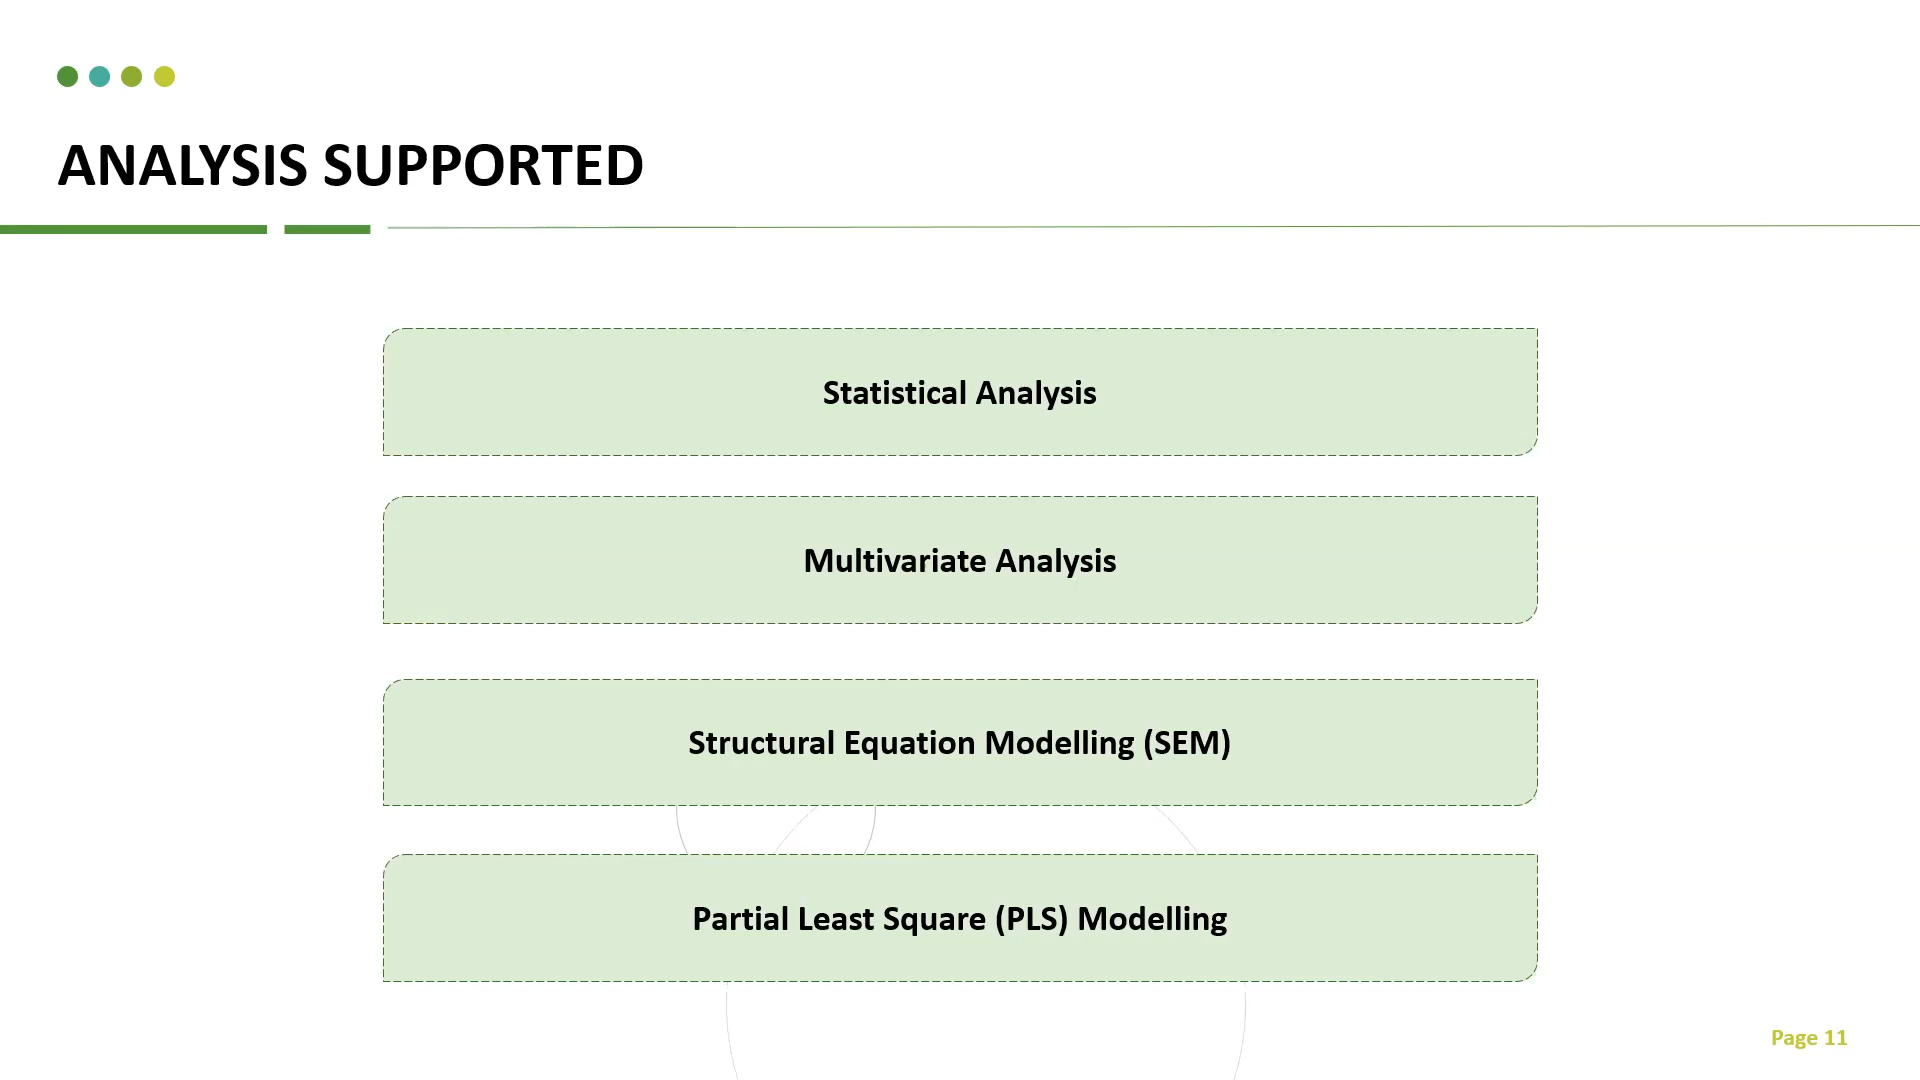 ANALYSIS SUPPORTED
Statistical Analysis
Multivariate Analysis
Structural Equation Modelling (SEM)
Partial Least Square (PLS) Modelling
Page 11